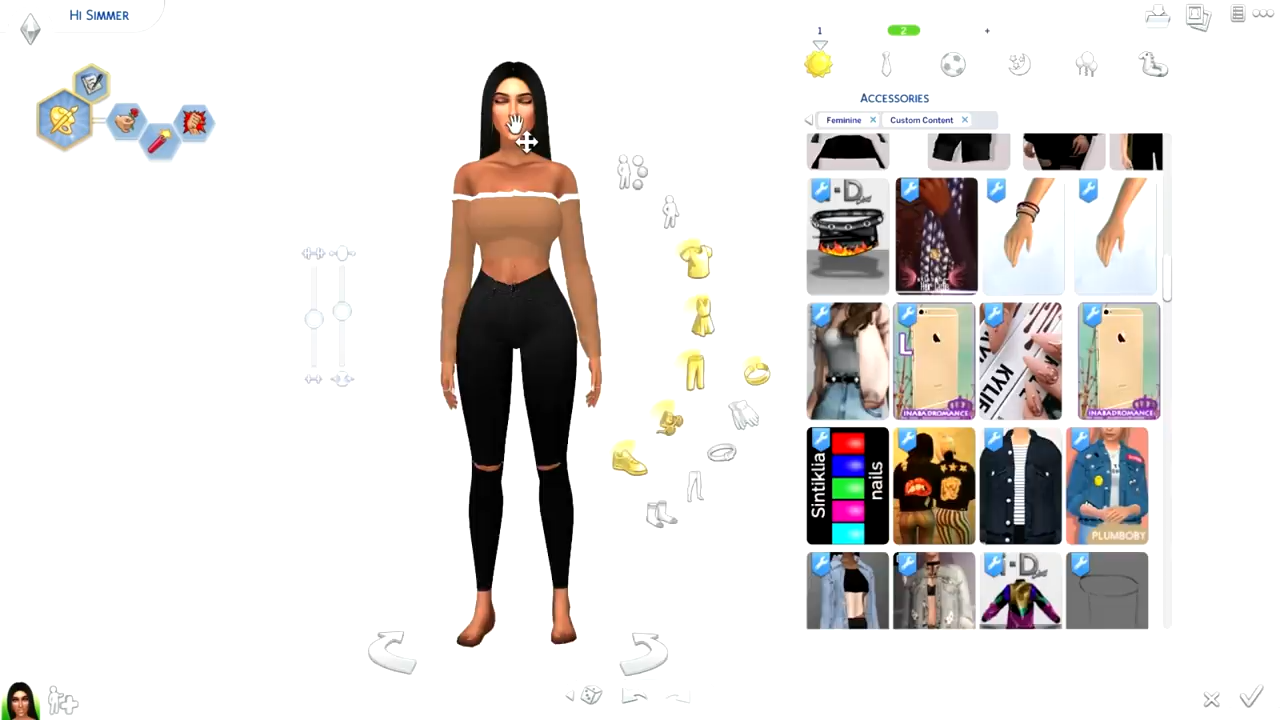 Hi Simmer
1
2
+
Accessories
Feminine
Custom Content
-D
L
KYLIE
INABADROMANCE
INABADROMANCE
Sintiklia
nails
PLUMBOBY
-D